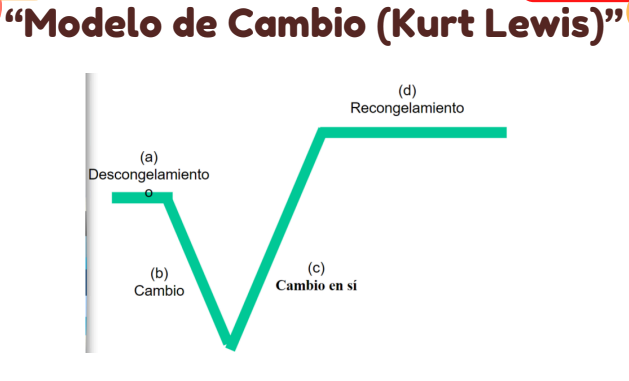 “Modelo de Cambio (Kurt Lewis)”
(d)
Recongelamiento
(a)
Descongelamiento
o
(b)
Cambio
(c)
Cambio en sí